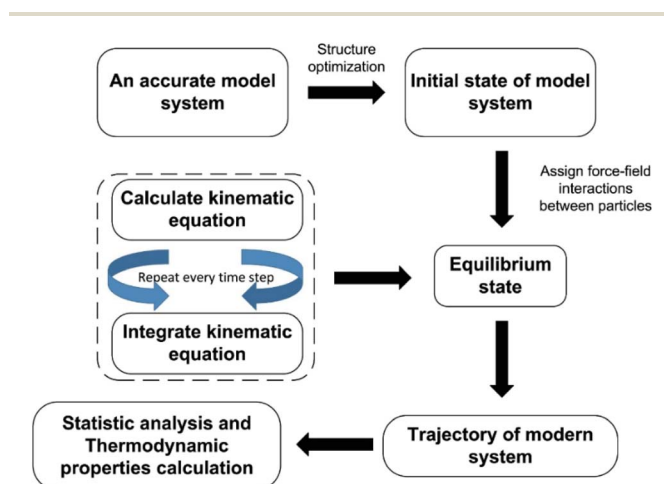 An accurate model
system
Structure
optimization
Initial state of model
system
Assign force-field
interactions
between particles
Calculate kinematic
equation
Repeat every time step
Integrate kinematic
equation
Equilibrium
state
Trajectory of modern
system
Statistic analysis and
Thermodynamic
properties calculation